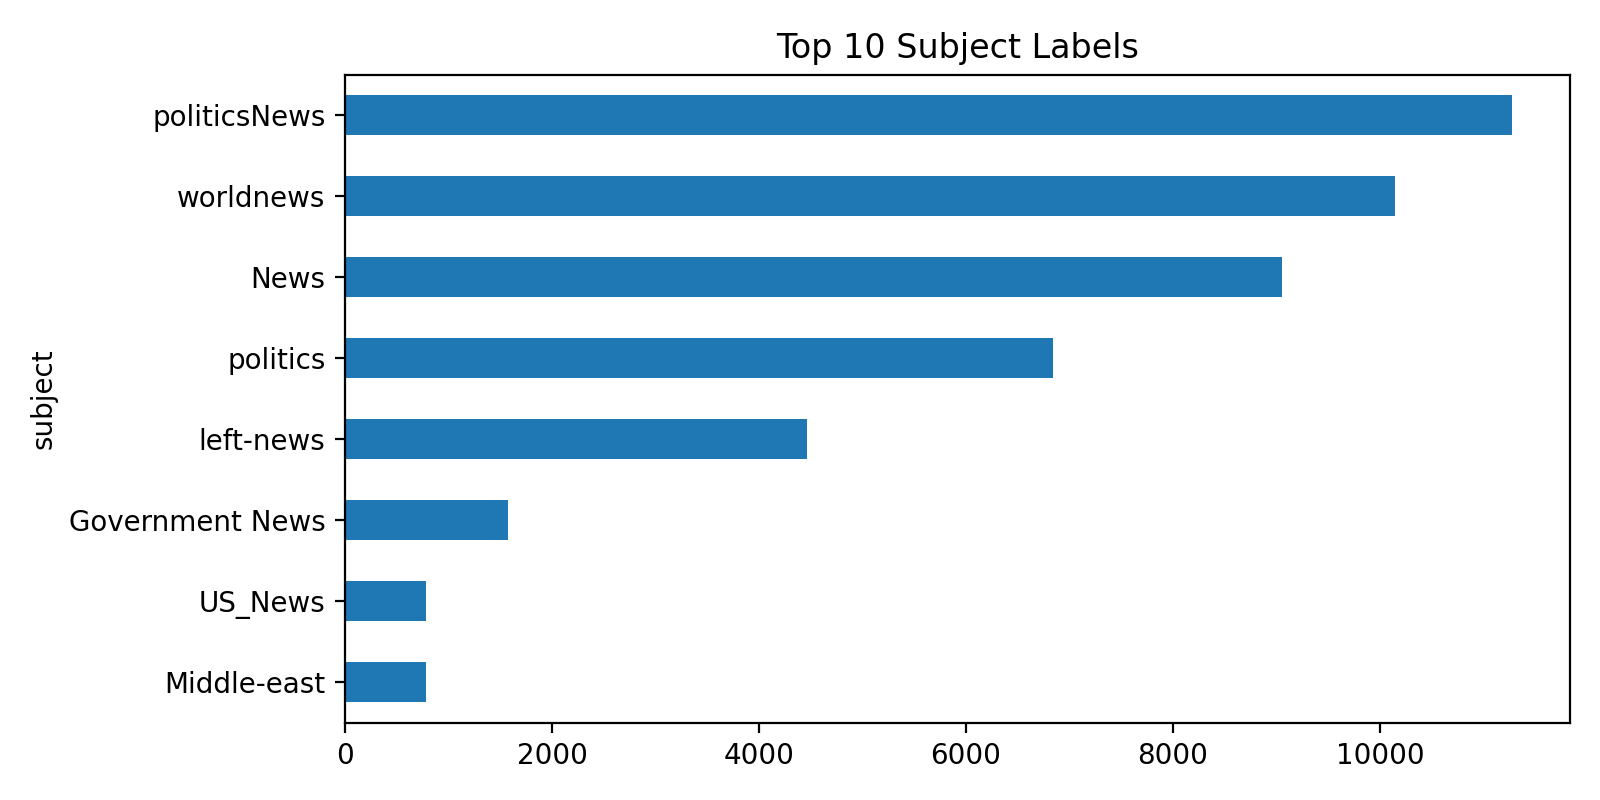 Top 10 Subject Labels
subject
politicsNews
worldnews
News
politics
left-news
Government News
US_News
Middle-east
0 2000 4000 6000 8000 10000